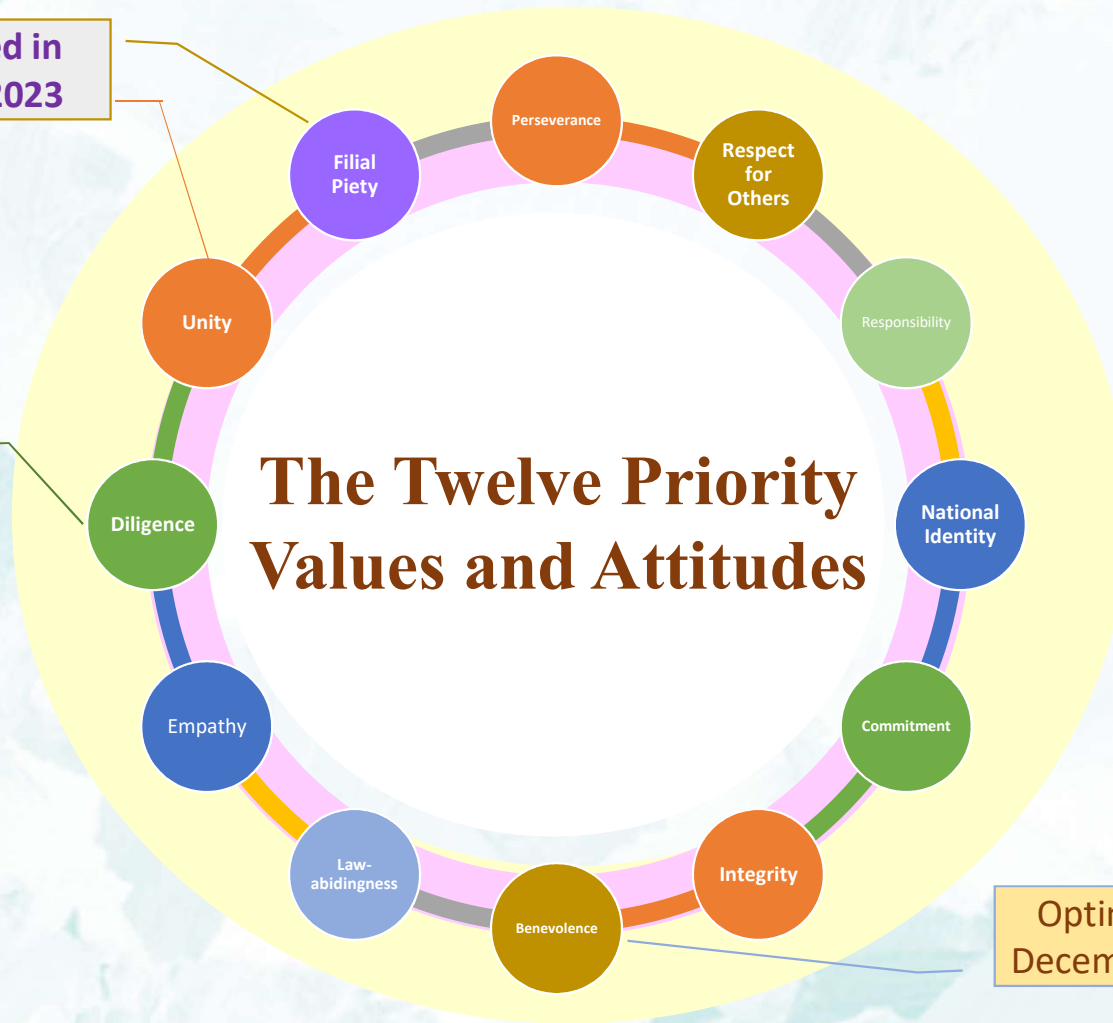 ed in
2023
Perseverance
Respect
for
Others
Responsibility
National
Identity
Commitment
Integrity
Benevolence
Law-
abidingness
Empathy
Diligence
Unity
Filial
Piety
The Twelve Priority
Values and Attitudes
Optim
Decem